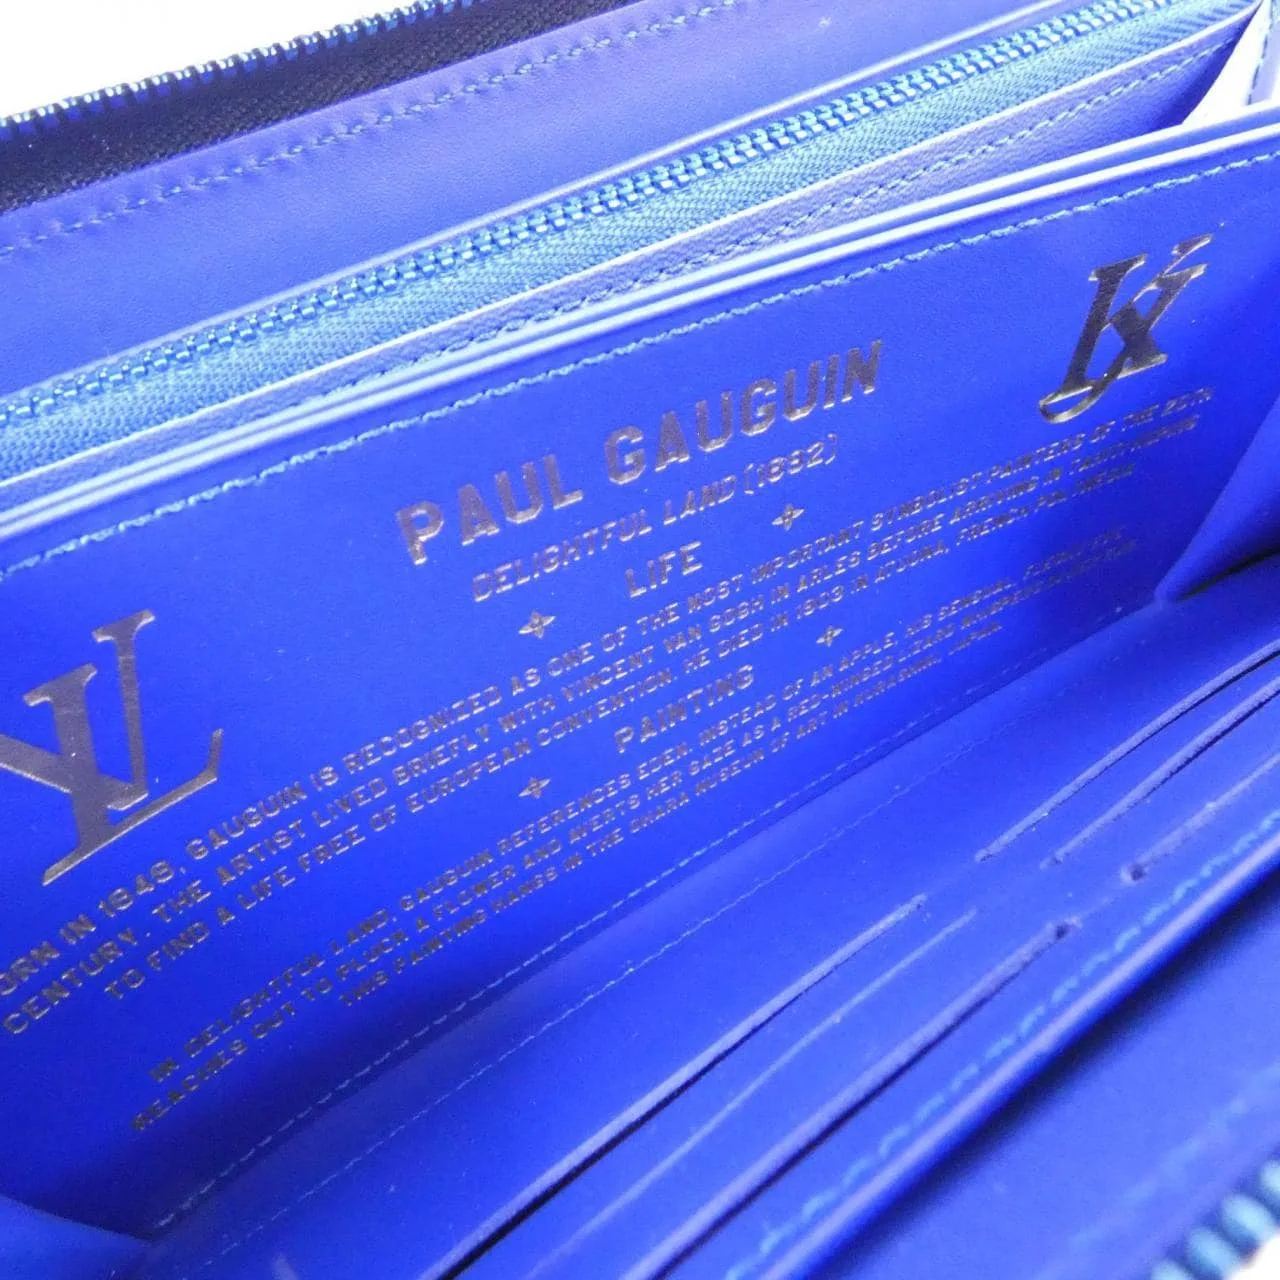 PAUL GAUGUIN
DELIGHTFUL LAND (1892)
LIFE
BORN IN 1848, GAUGUIN IS RECOGNIZED AS ONE OF THE MOST IMPORTANT SYMBOLIST PAINTERS OF THE 20TH
CENTURY. THE ARTIST LIVED BRIEFLY WITH VINCENT VAN GOGH IN ARLES BEFORE ARRIVING IN TAHITI HOPING
TO FIND A LIFE FREE OF EUROPEAN CONVENTION. HE DIED IN 1903 IN ATUONA, FRENCH POLYNESIA
PAINTING
IN DELIGHTFUL LAND, GAUGUIN REFERENCES EDEN. INSTEAD OF AN APPLE, HIS SENSUAL
REACHES OUT TO PLUCK A FLOWER AND AVERTS HER GAZE AS A RED-WINGED LIZARD WHISPERS
THIS PAINTING HANGS IN THE OHARA MUSEUM OF ART IN KURASHIKI, JAPAN
LV